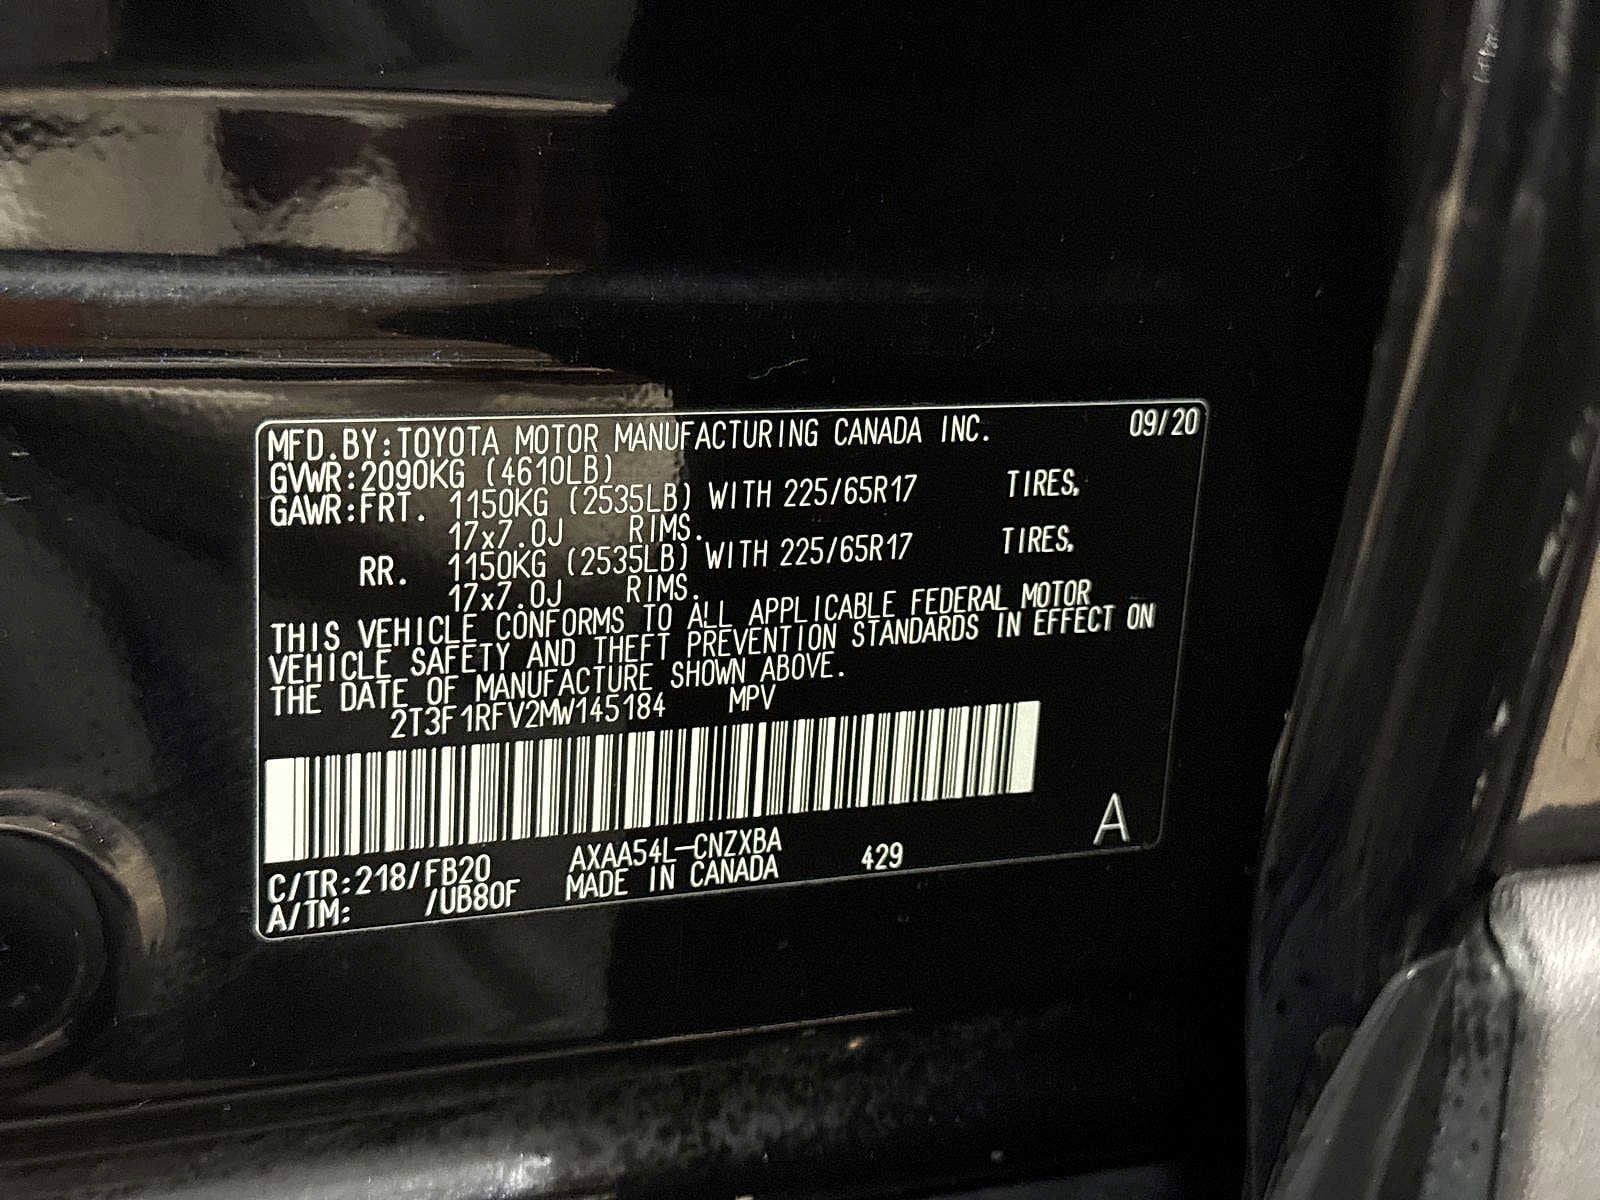 MFD.BY:TOYOTA MOTOR MANUFACTURING CANADA INC. 09/20
GVWR:2090KG (4610LB)
GAWR:FRT. 1150KG (2535LB) WITH 225/65R17 TIRES,
17x7.0J RIMS.
RR. 1150KG (2535LB) WITH 225/65R17 TIRES,
17x7.0J RIMS.
THIS VEHICLE CONFORMS TO ALL APPLICABLE FEDERAL MOTOR
VEHICLE SAFETY AND THEFT PREVENTION STANDARDS IN EFFECT ON
THE DATE OF MANUFACTURE SHOWN ABOVE.
2T3F1RFV2MW145184 MPV
C/TR:218/FB20 AXAA54L-CNZXBA 429 A
A/TM: /UB80F MADE IN CANADA